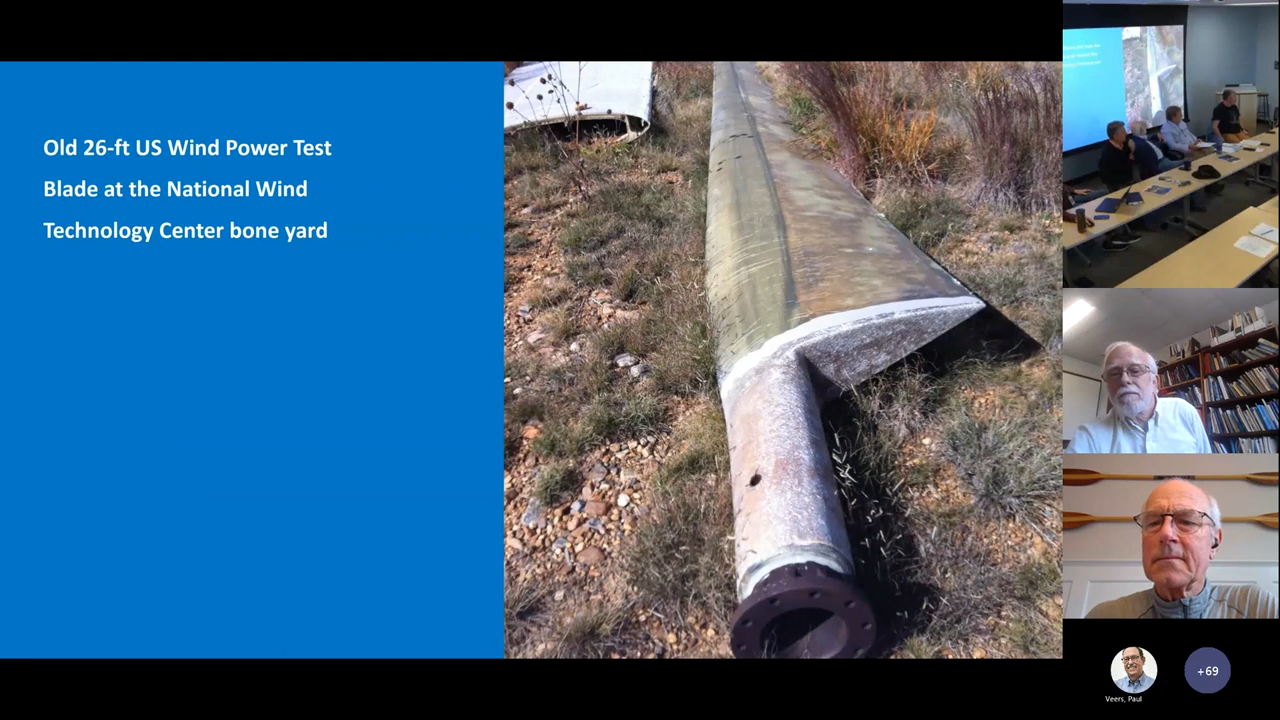 Old 26-ft US Wind Power Test
Blade at the National Wind
Technology Center bone yard
Veers, Paul
+69